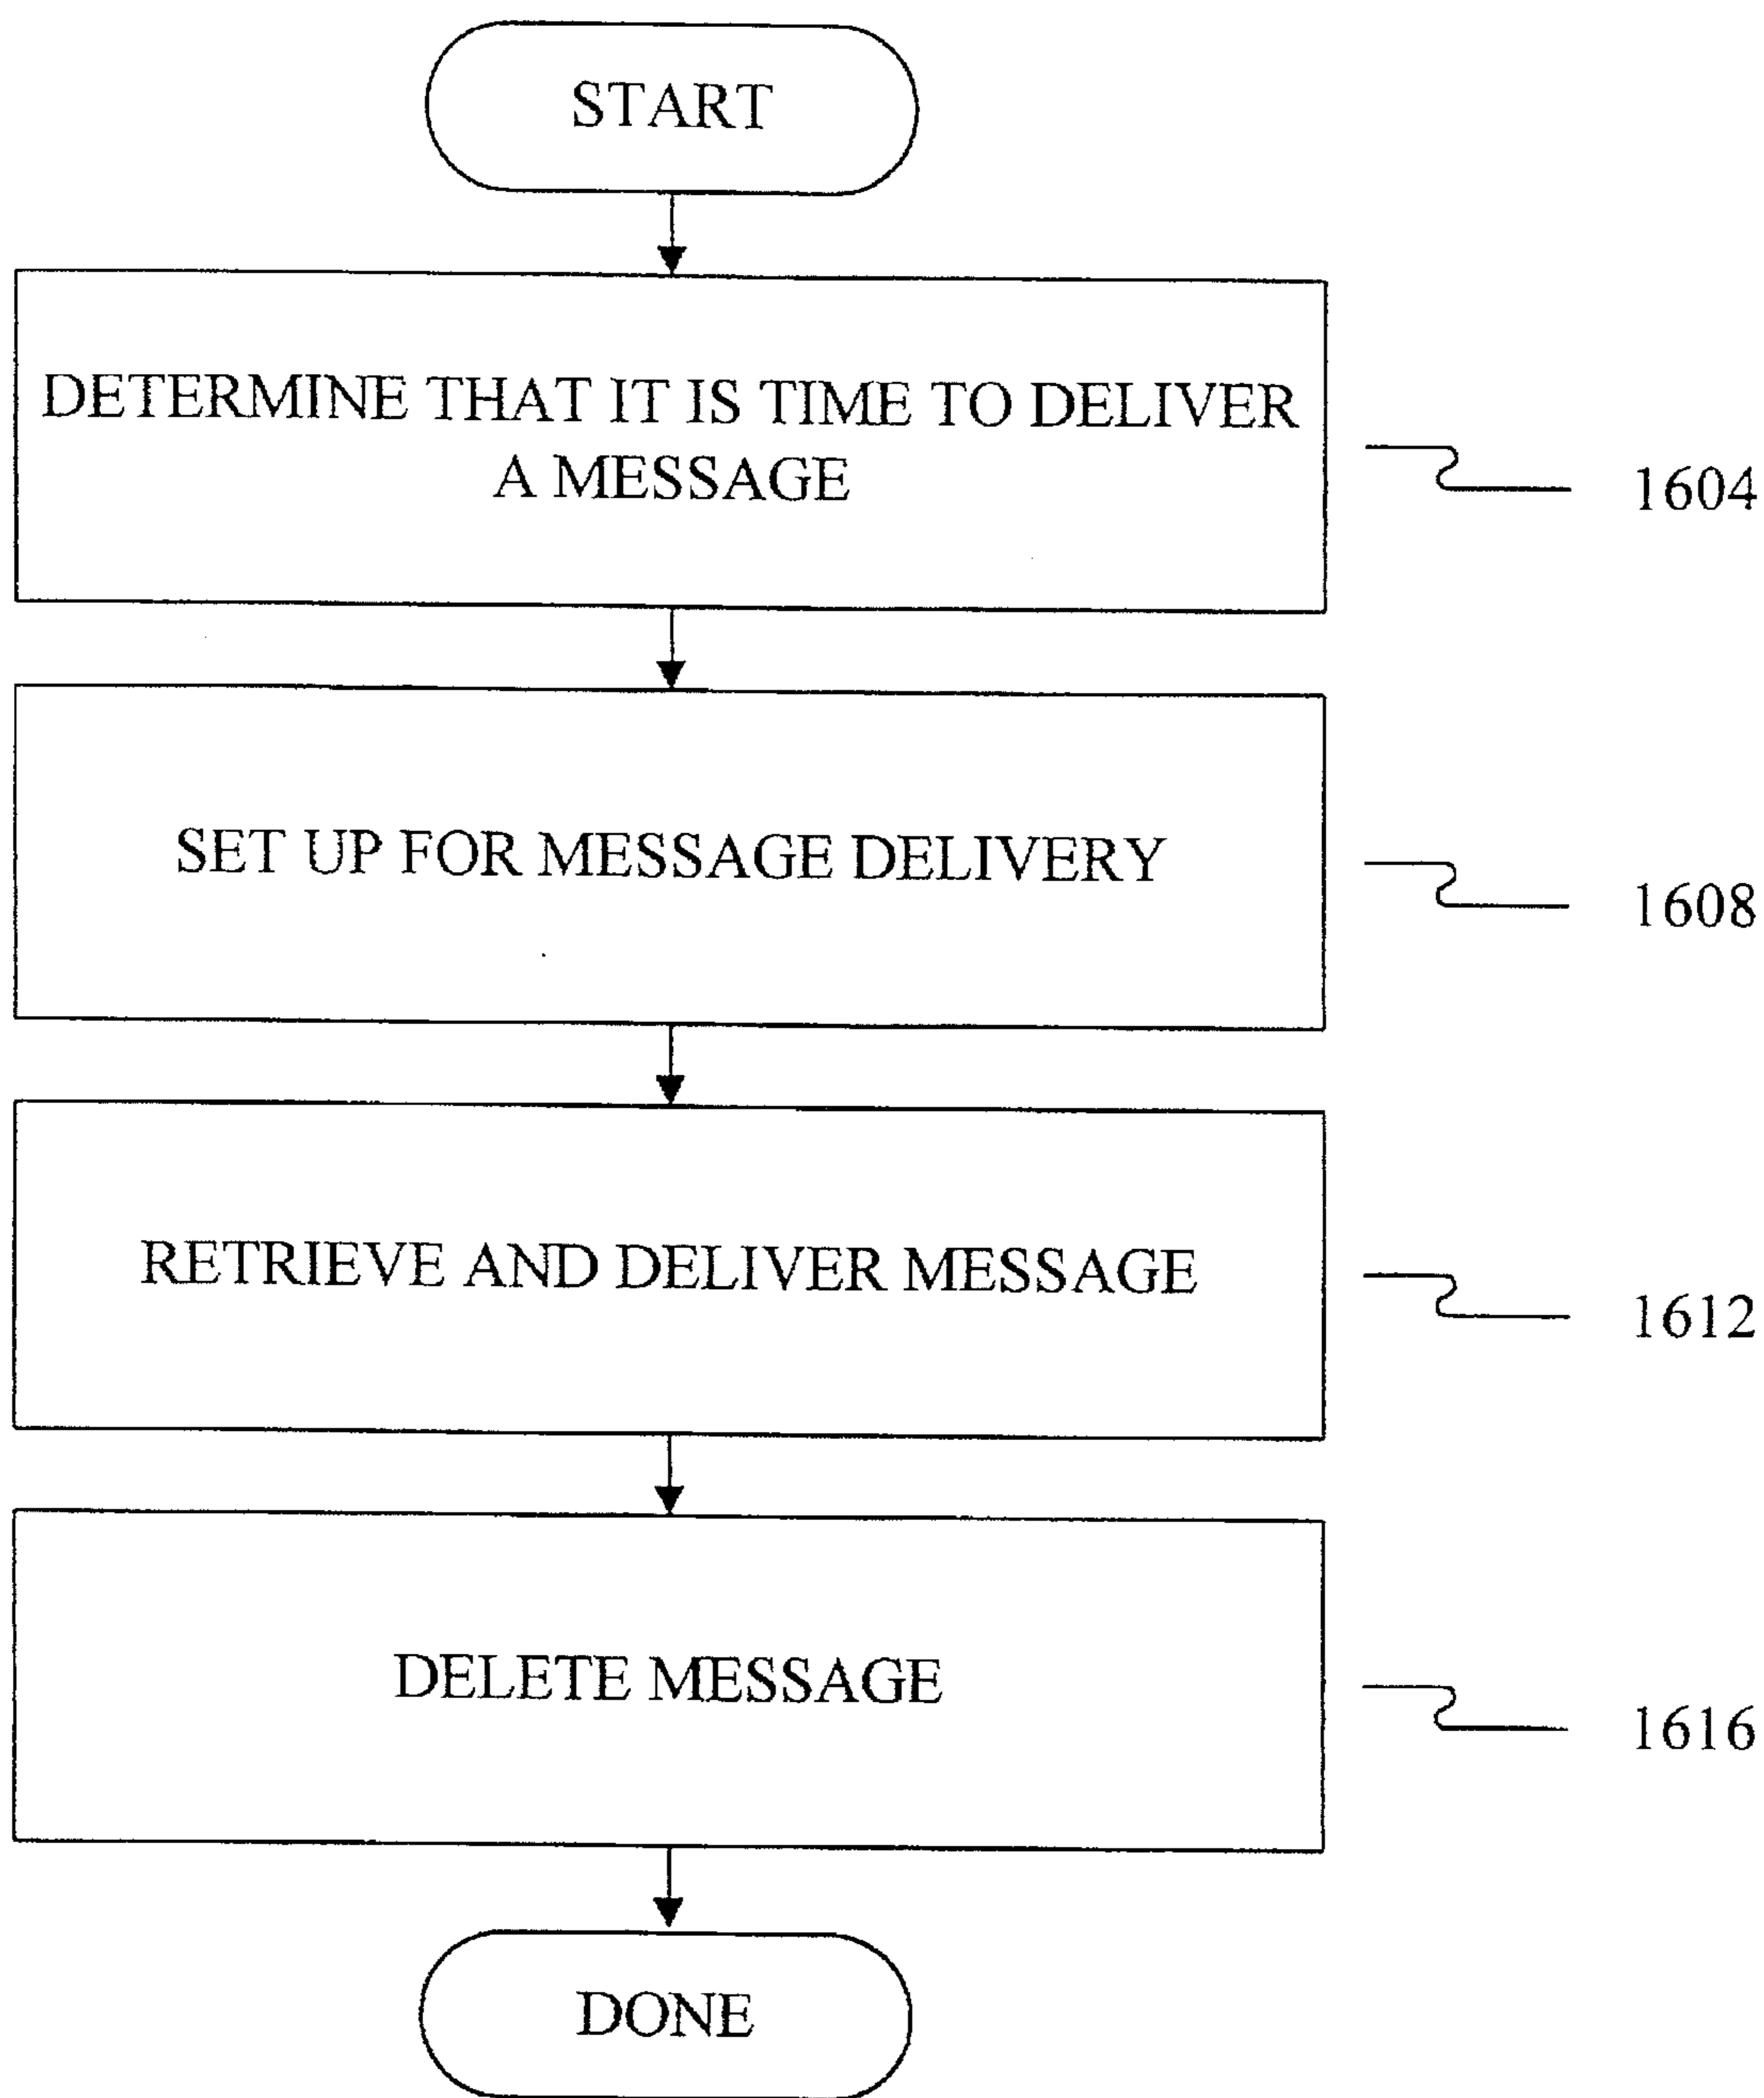 START
DETERMINE THAT IT IS TIME TO DELIVER
A MESSAGE
1604
SET UP FOR MESSAGE DELIVERY
1608
RETRIEVE AND DELIVER MESSAGE
1612
DELETE MESSAGE
1616
DONE